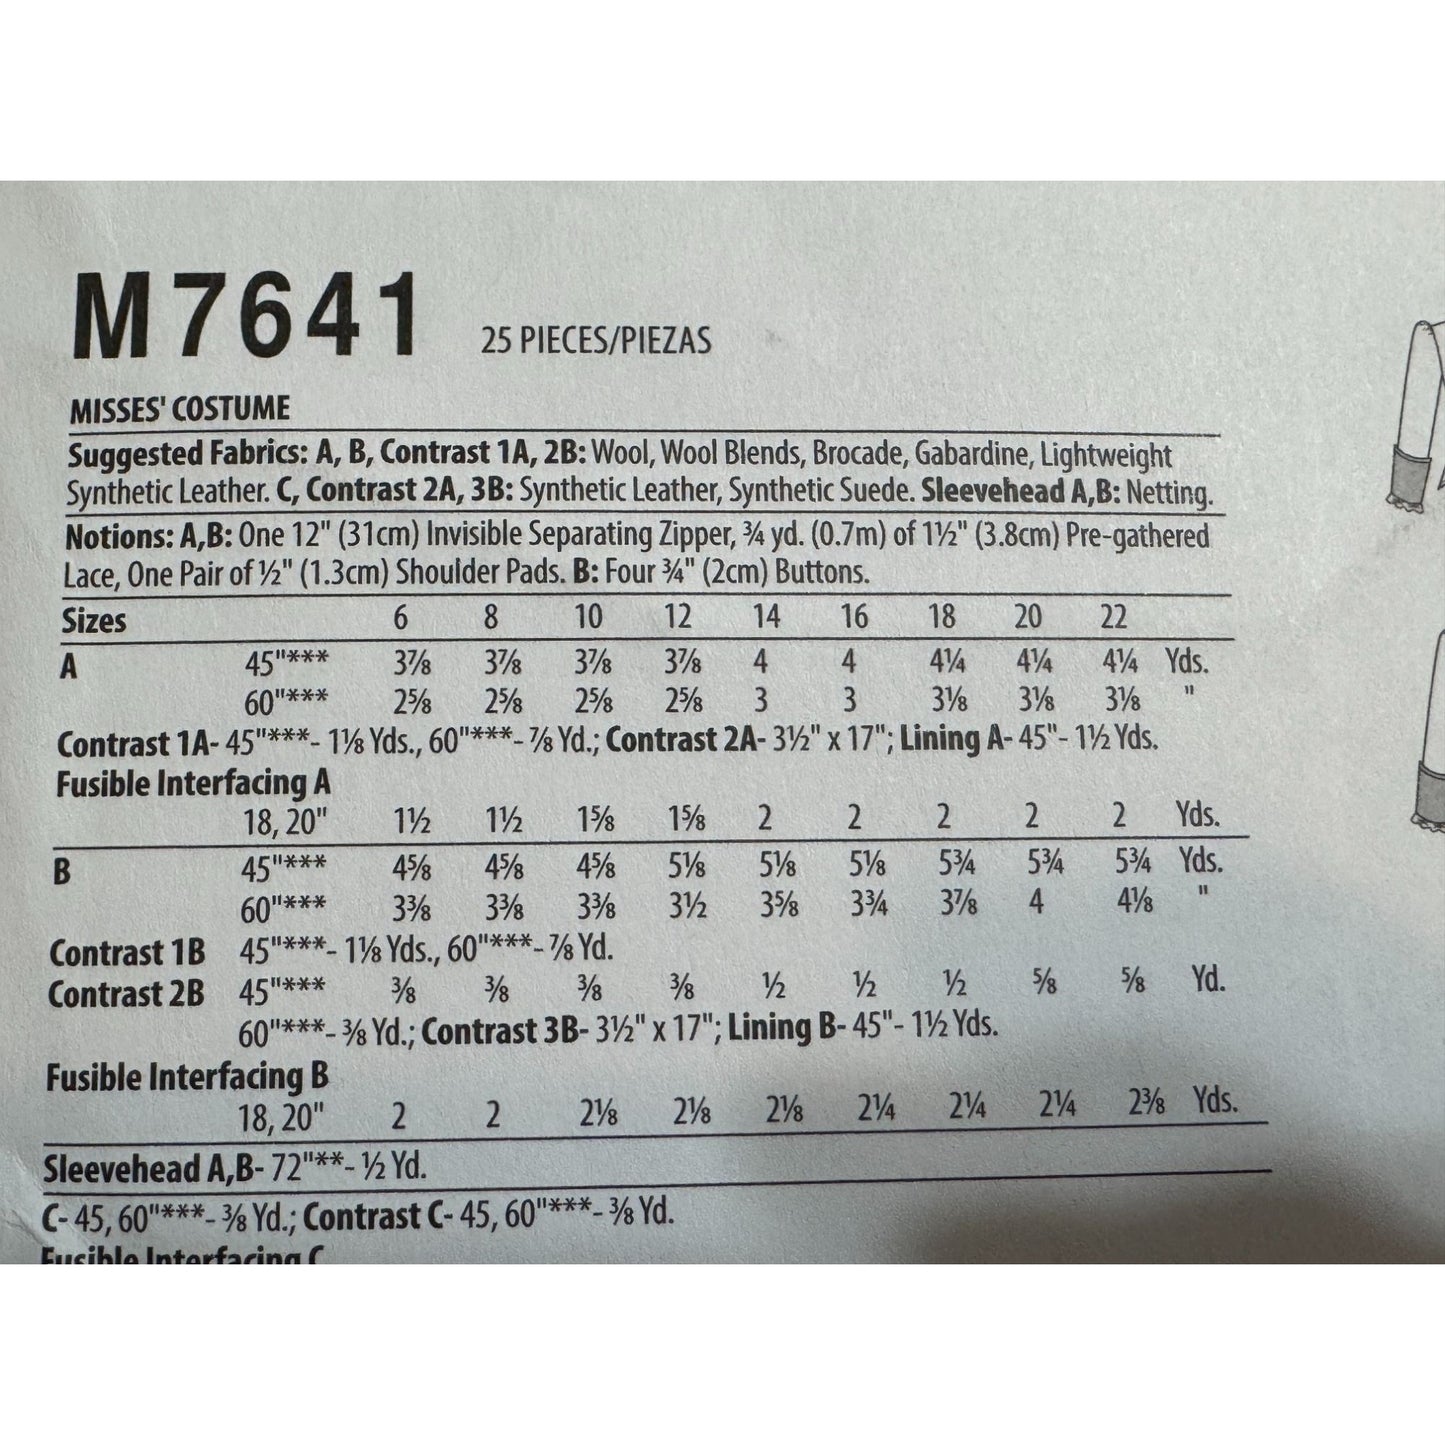 M7641 25 PIECES/PIEZAS
MISSES' COSTUME
Suggested Fabrics: A, B, Contrast 1A, 2B: Wool, Wool Blends, Brocade, Gabardine, Lightweight
Synthetic Leather. C, Contrast 2A, 3B: Synthetic Leather, Synthetic Suede. Sleevehead A,B: Netting.
Notions: A,B: One 12" (31cm) Invisible Separating Zipper, ¾ yd. (0.7m) of 1½" (3.8cm) Pre-gathered
Lace, One Pair of ½" (1.3cm) Shoulder Pads. B: Four ¾" (2cm) Buttons.
Sizes 6 8 10 12 14 16 18 20 22
A 45"*** 3⅞ 3⅞ 3⅞ 3⅞ 4 4 4¼ 4¼ 4¼ Yds.
60"*** 2⅝ 2⅝ 2⅝ 2⅝ 3 3 3⅛ 3⅛ 3⅛ "
Contrast 1A- 45"***- 1⅛ Yds., 60"***- ⅞ Yd.; Contrast 2A- 3½" x 17"; Lining A- 45"- 1½ Yds.
Fusible Interfacing A
18, 20" 1½ 1½ 1⅝ 1⅝ 2 2 2 2 2 Yds.
B 45"*** 4⅝ 4⅝ 4⅝ 5⅛ 5⅛ 5⅛ 5¾ 5¾ 5¾ Yds.
60"*** 3⅜ 3⅜ 3⅜ 3½ 3⅝ 3¾ 3⅞ 4 4⅛ "
Contrast 1B 45"***- 1⅛ Yds., 60"***- ⅞ Yd.
Contrast 2B 45"*** ⅜ ⅜ ⅜ ⅜ ½ ½ ½ ⅝ ⅝ Yd.
60"***- ⅜ Yd.; Contrast 3B- 3½" x 17"; Lining B- 45"- 1½ Yds.
Fusible Interfacing B
18, 20" 2 2 2⅛ 2⅛ 2⅛ 2¼ 2¼ 2¼ 2⅜ Yds.
Sleevehead A,B- 72"**- ½ Yd.
C- 45, 60"***- ⅜ Yd.; Contrast C- 45, 60"***- ⅜ Yd.
Fusible Interfacing C